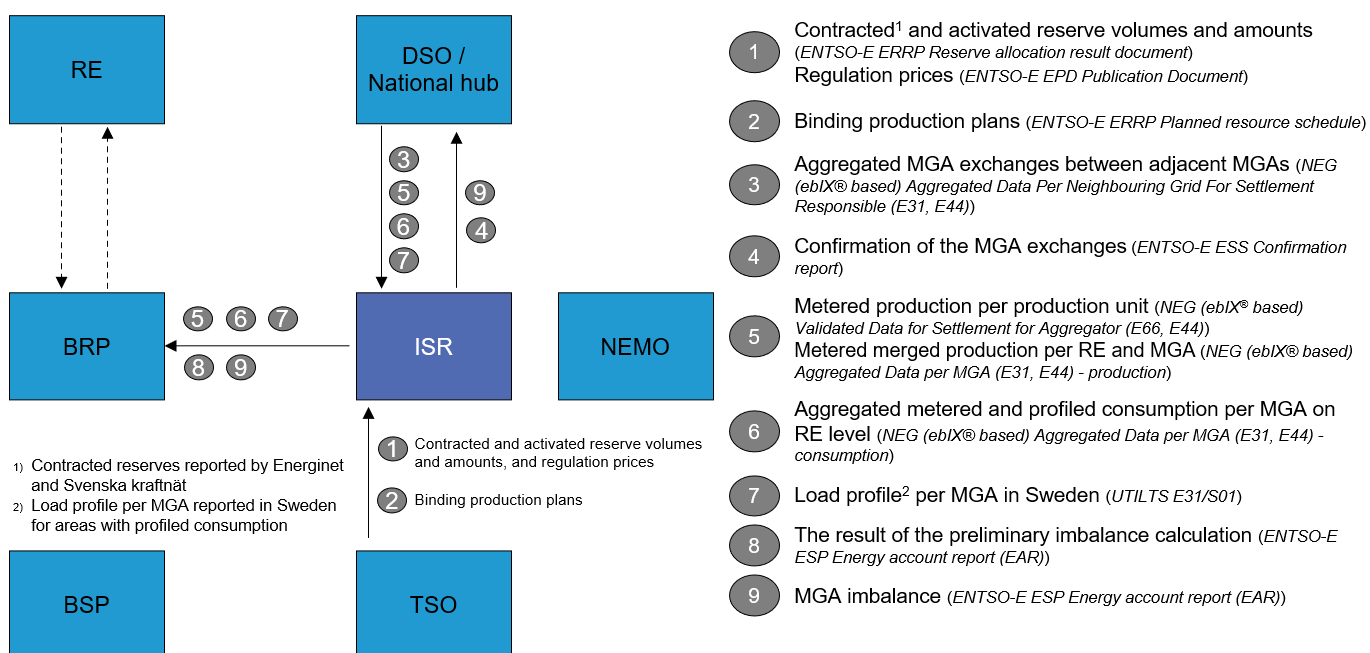 RE
DSO /
National hub
3
5
6
7
9
4
BRP
5 6 7
8 9
ISR
NEMO
1 Contracted and activated reserve volumes
and amounts, and regulation prices
2 Binding production plans
1) Contracted reserves reported by Energinet
and Svenska kraftnät
2) Load profile per MGA reported in Sweden
for areas with profiled consumption
BSP
TSO
1 Contracted¹ and activated reserve volumes and amounts
(ENTSO-E ERRP Reserve allocation result document)
Regulation prices (ENTSO-E EPD Publication Document)
2 Binding production plans (ENTSO-E ERRP Planned resource schedule)
3 Aggregated MGA exchanges between adjacent MGAs (NEG
(ebIX® based) Aggregated Data Per Neighbouring Grid For Settlement
Responsible (E31, E44))
4 Confirmation of the MGA exchanges (ENTSO-E ESS Confirmation
report)
5 Metered production per production unit (NEG (ebIX® based)
Validated Data for Settlement for Aggregator (E66, E44))
Metered merged production per RE and MGA (NEG (ebIX® based)
Aggregated Data per MGA (E31, E44) - production)
6 Aggregated metered and profiled consumption per MGA on
RE level (NEG (ebIX® based) Aggregated Data per MGA (E31, E44) -
consumption)
7 Load profile² per MGA in Sweden (UTILTS E31/S01)
8 The result of the preliminary imbalance calculation (ENTSO-E
ESP Energy account report (EAR))
9 MGA imbalance (ENTSO-E ESP Energy account report (EAR))